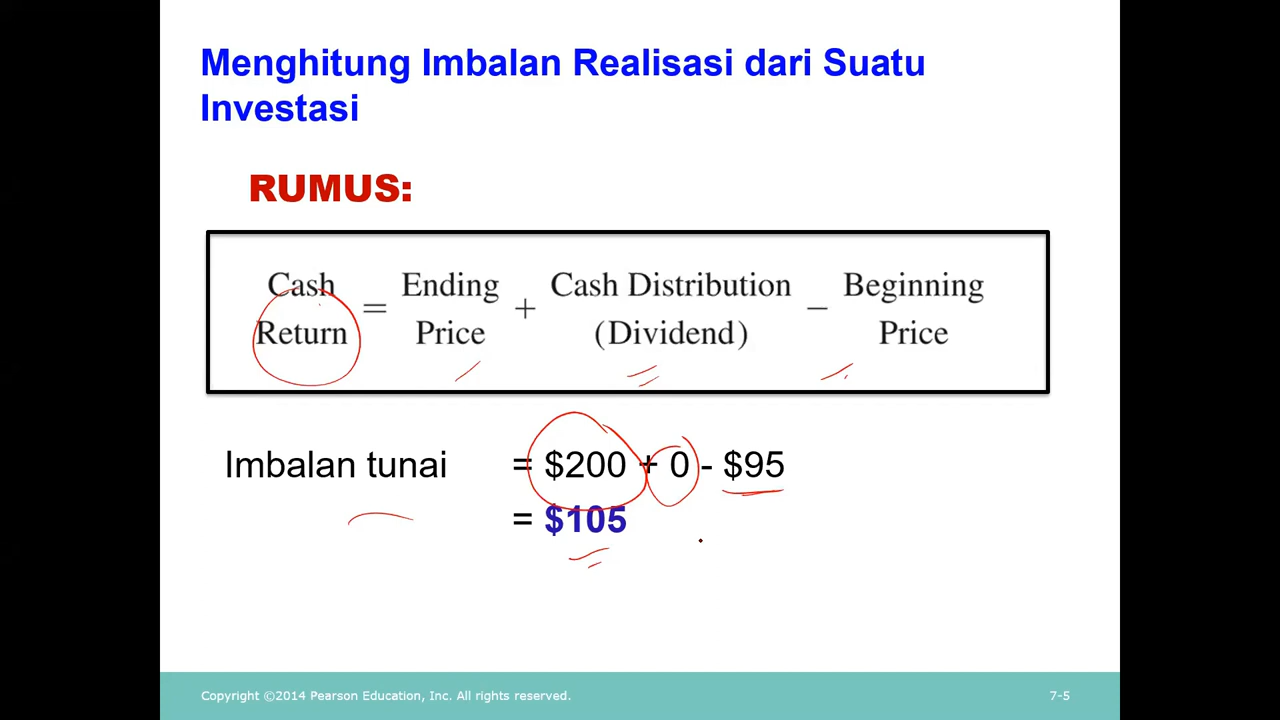 Menghitung Imbalan Realisasi dari Suatu
Investasi
RUMUS:
Cash Return = Ending Price + Cash Distribution (Dividend) − Beginning Price
Imbalan tunai = $200 + 0 - $95
= $105
Copyright ©2014 Pearson Education, Inc. All rights reserved. 7-5